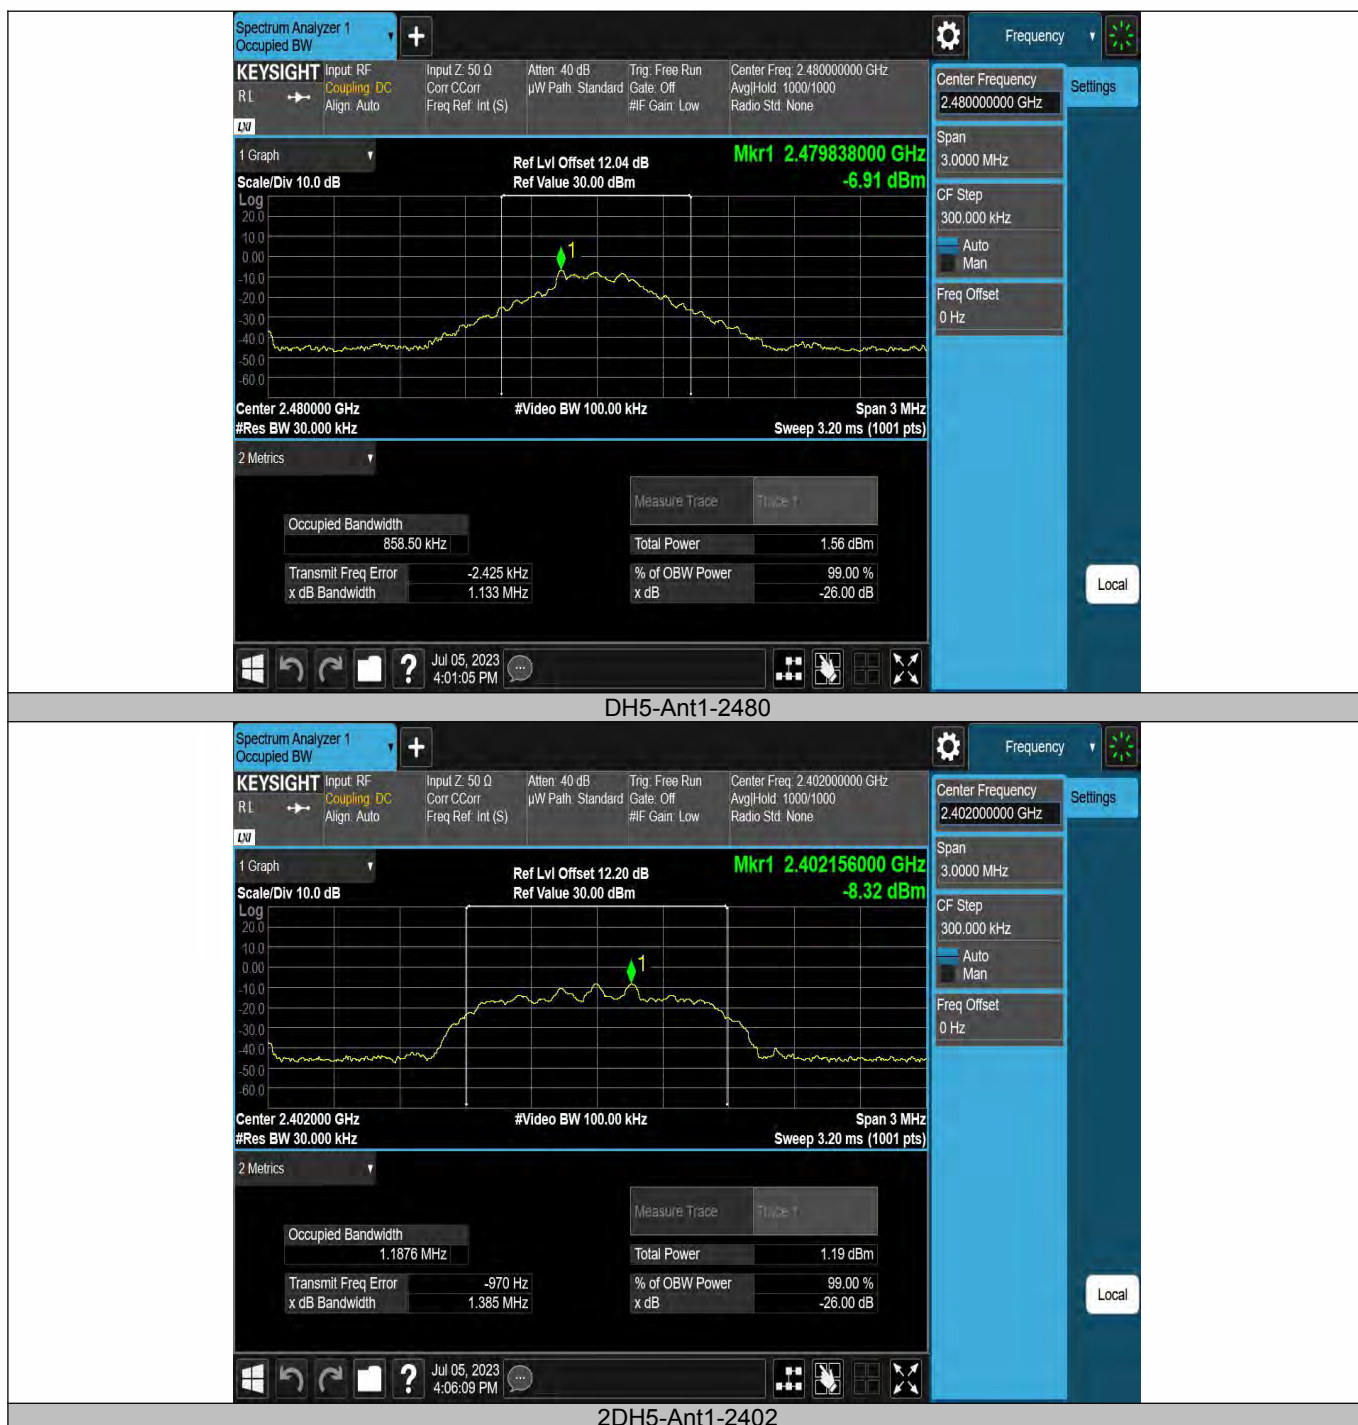 Spectrum Analyzer 1
Occupied BW
Frequency
KEYSIGHT
R L
LXI
Input: RF
Coupling: DC
Align: Auto
Input Z: 50 Ω
Corr CCorr
Freq Ref: Int (S)
Atten: 40 dB
µW Path: Standard
Trig: Free Run
Gate: Off
#IF Gain: Low
Center Freq: 2.480000000 GHz
Avg|Hold: 1000/1000
Radio Std: None
Center Frequency
2.480000000 GHz
Settings
Span
3.0000 MHz
CF Step
300.000 kHz
Auto
Man
Freq Offset
0 Hz
Local
1 Graph
Scale/Div 10.0 dB
Ref Lvl Offset 12.04 dB
Ref Value 30.00 dBm
Mkr1 2.479838000 GHz
-6.91 dBm
Log
20.0
10.0
0.00
-10.0
-20.0
-30.0
-40.0
-50.0
-60.0
1
Center 2.480000 GHz
#Res BW 30.000 kHz
#Video BW 100.00 kHz
Span 3 MHz
Sweep 3.20 ms (1001 pts)
2 Metrics
Measure Trace Trace 1
Occupied Bandwidth
858.50 kHz
Total Power 1.56 dBm
Transmit Freq Error -2.425 kHz
x dB Bandwidth 1.133 MHz
% of OBW Power 99.00 %
x dB -26.00 dB
?
Jul 05, 2023
4:01:05 PM
DH5-Ant1-2480
Spectrum Analyzer 1
Occupied BW
Frequency
KEYSIGHT
R L
LXI
Input: RF
Coupling: DC
Align: Auto
Input Z: 50 Ω
Corr CCorr
Freq Ref: Int (S)
Atten: 40 dB
µW Path: Standard
Trig: Free Run
Gate: Off
#IF Gain: Low
Center Freq: 2.402000000 GHz
Avg|Hold: 1000/1000
Radio Std: None
Center Frequency
2.402000000 GHz
Settings
Span
3.0000 MHz
CF Step
300.000 kHz
Auto
Man
Freq Offset
0 Hz
Local
1 Graph
Scale/Div 10.0 dB
Ref Lvl Offset 12.20 dB
Ref Value 30.00 dBm
Mkr1 2.402156000 GHz
-8.32 dBm
Log
20.0
10.0
0.00
-10.0
-20.0
-30.0
-40.0
-50.0
-60.0
1
Center 2.402000 GHz
#Res BW 30.000 kHz
#Video BW 100.00 kHz
Span 3 MHz
Sweep 3.20 ms (1001 pts)
2 Metrics
Measure Trace Trace 1
Occupied Bandwidth
1.1876 MHz
Total Power 1.19 dBm
Transmit Freq Error -970 Hz
x dB Bandwidth 1.385 MHz
% of OBW Power 99.00 %
x dB -26.00 dB
?
Jul 05, 2023
4:06:09 PM
2DH5-Ant1-2402